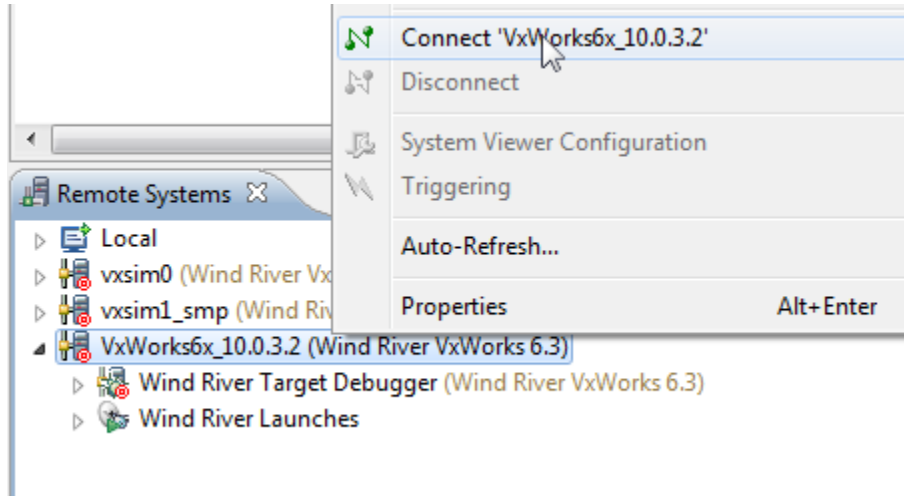 Connect 'VxWorks6x_10.0.3.2'
Disconnect
System Viewer Configuration
Triggering
Auto-Refresh...
Properties Alt+Enter
Remote Systems
Local
vxsim0 (Wind River Vx
vxsim1_smp (Wind Riv
VxWorks6x_10.0.3.2 (Wind River VxWorks 6.3)
Wind River Target Debugger (Wind River VxWorks 6.3)
Wind River Launches